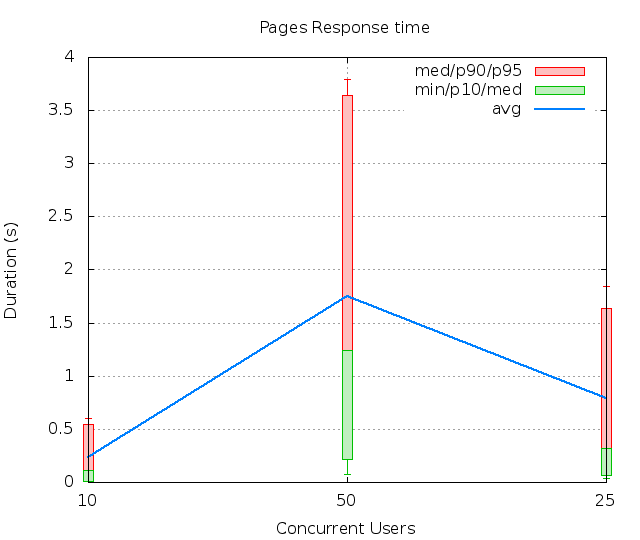 Pages Response time
4
3.5
3
2.5
2
1.5
1
0.5
0
Duration (s)
med/p90/p95
min/p10/med
avg
10 50 25
Concurrent Users